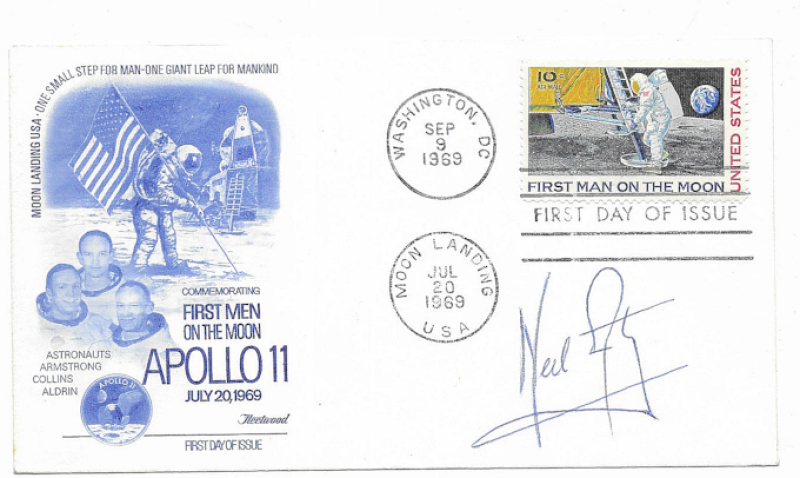 MOON LANDING USA · ONE SMALL STEP FOR MAN-ONE GIANT LEAP FOR MANKIND
COMMEMORATING
FIRST MEN
ON THE MOON
APOLLO 11
JULY 20, 1969
ASTRONAUTS
ARMSTRONG
COLLINS
ALDRIN
APOLLO 11
Fleetwood
FIRST DAY OF ISSUE
WASHINGTON, DC
SEP
9
1969
MOON LANDING
JUL
20
1969
USA
10¢
AIR MAIL
UNITED STATES
FIRST MAN ON THE MOON
FIRST DAY OF ISSUE
Neil